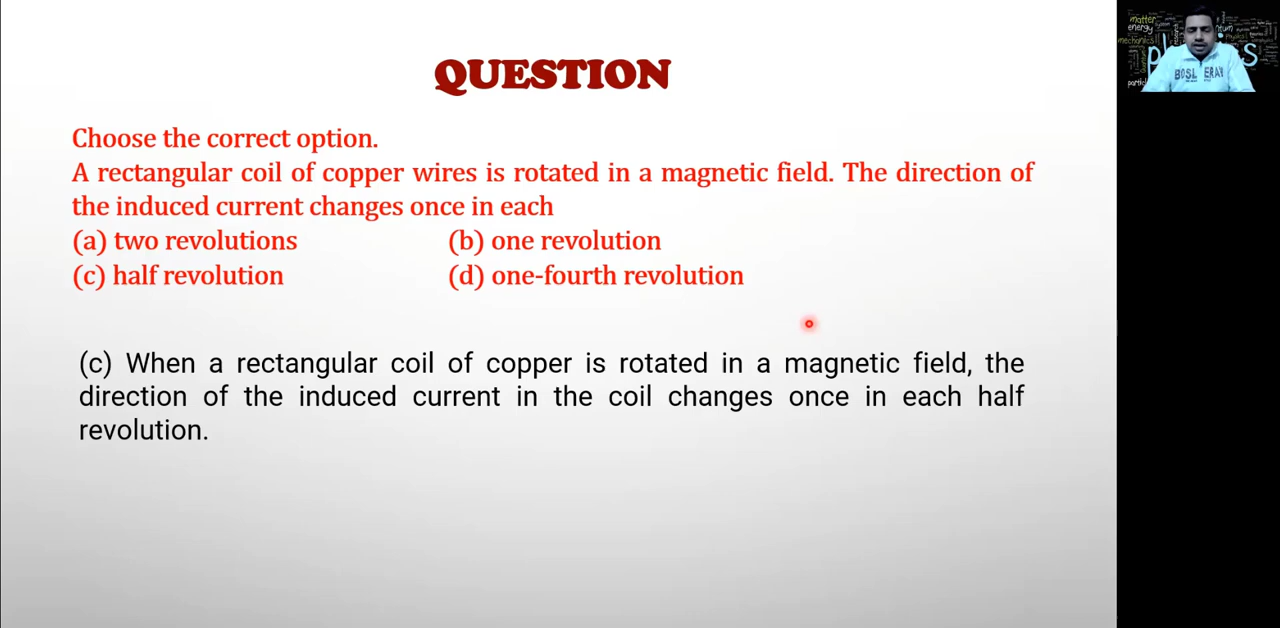 QUESTION
Choose the correct option.
A rectangular coil of copper wires is rotated in a magnetic field. The direction of
the induced current changes once in each
(a) two revolutions (b) one revolution
(c) half revolution (d) one-fourth revolution
(c) When a rectangular coil of copper is rotated in a magnetic field, the
direction of the induced current in the coil changes once in each half
revolution.
matter
energy
mechanics